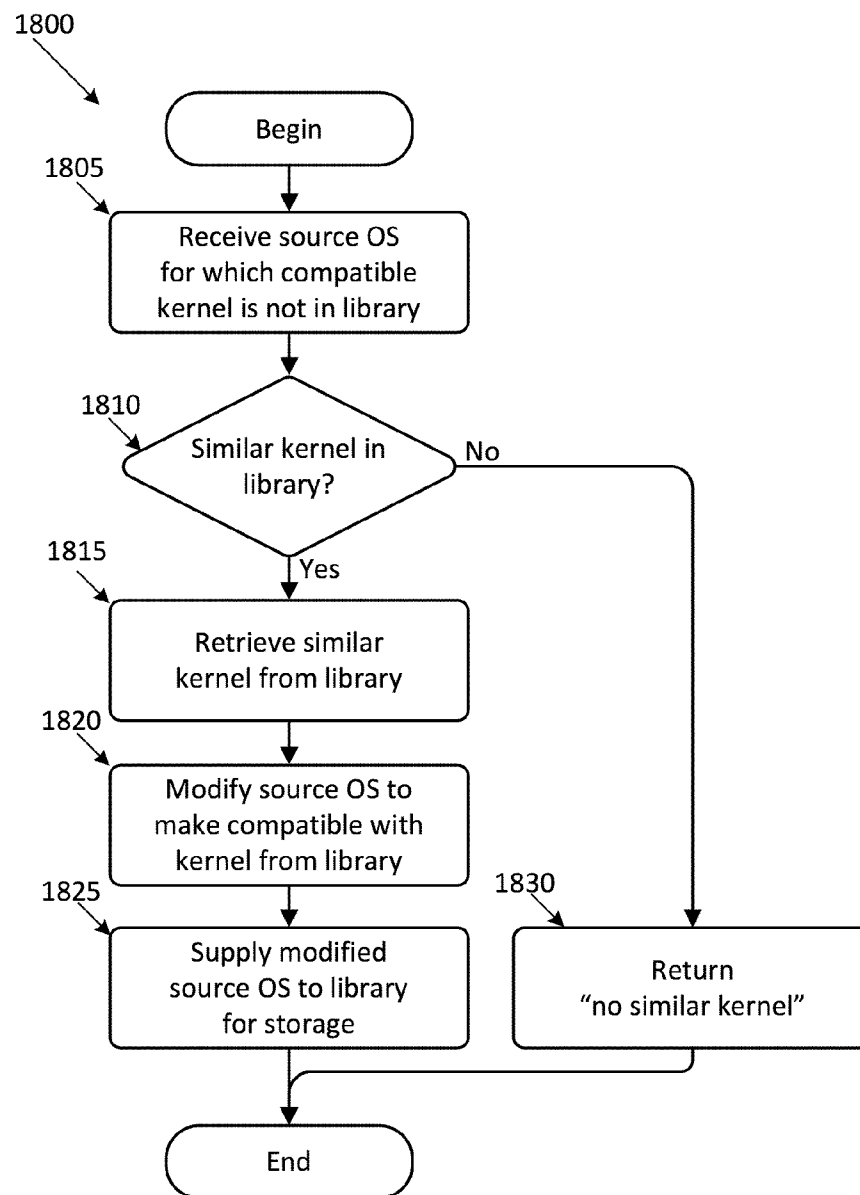 1800
Begin
1805
Receive source OS
for which compatible
kernel is not in library
1810
Similar kernel in
library?
No
Yes
1815
Retrieve similar
kernel from library
1820
Modify source OS to
make compatible with
kernel from library
1825
Supply modified
source OS to library
for storage
1830
Return
“no similar kernel”
End